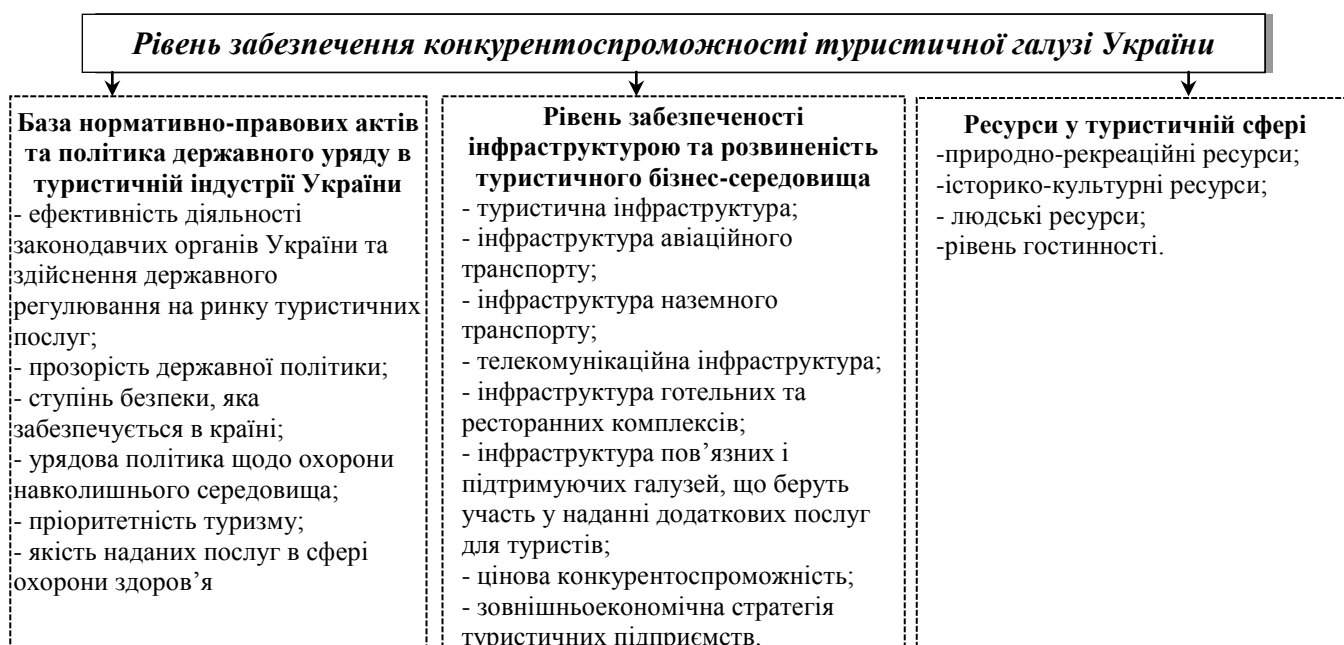 Рівень забезпечення конкурентоспроможності туристичної галузі України
База нормативно-правових актів
та політика державного уряду в
туристичній індустрії України
- ефективність діяльності
законодавчих органів України та
здійснення державного
регулювання на ринку туристичних
послуг;
- прозорість державної політики;
- ступінь безпеки, яка
забезпечується в країні;
- урядова політика щодо охорони
навколишнього середовища;
- пріоритетність туризму;
- якість наданих послуг в сфері
охорони здоров’я
Рівень забезпеченості
інфраструктурою та розвиненість
туристичного бізнес-середовища
- туристична інфраструктура;
- інфраструктура авіаційного
транспорту;
- інфраструктура наземного
транспорту;
- телекомунікаційна інфраструктура;
- інфраструктура готельних та
ресторанних комплексів;
- інфраструктура пов’язних і
підтримуючих галузей, що беруть
участь у наданні додаткових послуг
для туристів;
- цінова конкурентоспроможність;
- зовнішньоекономічна стратегія
туристичних підприємств.
Ресурси у туристичній сфері
-природно-рекреаційні ресурси;
-історико-культурні ресурси;
- людські ресурси;
-рівень гостинності.